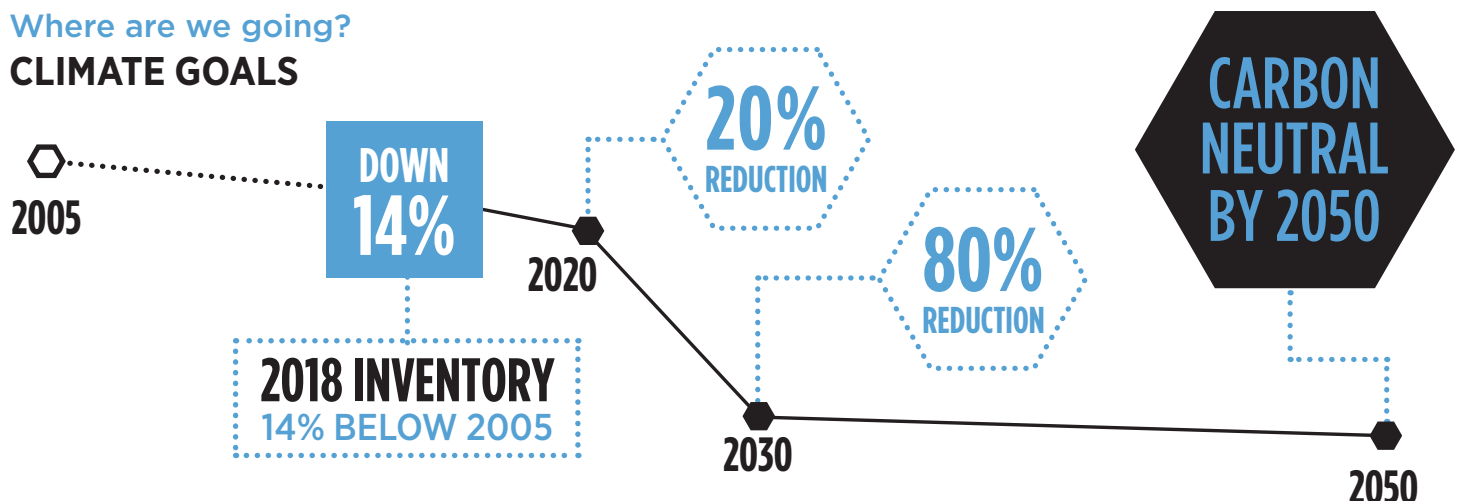 Where are we going?
CLIMATE GOALS
2005
DOWN
14%
2018 INVENTORY
14% BELOW 2005
2020
20%
REDUCTION
2030
80%
REDUCTION
CARBON
NEUTRAL
BY 2050
2050